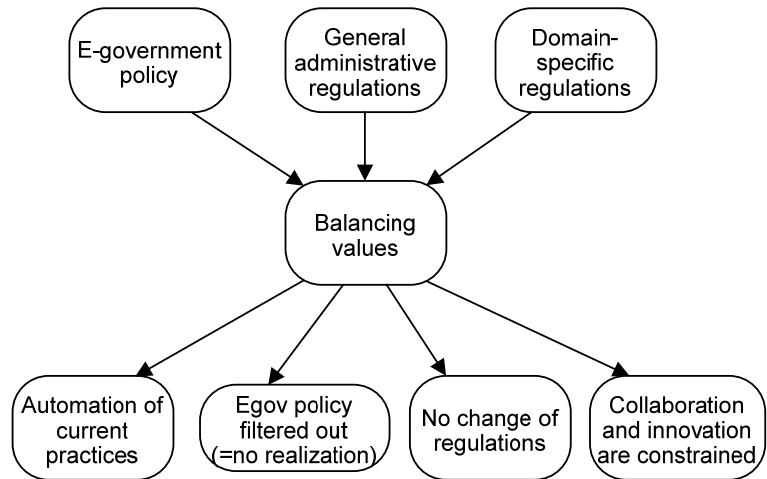 E-government
policy
General
administrative
regulations
Domain-
specific
regulations
Balancing
values
Automation of
current
practices
Egov policy
filtered out
(=no realization)
No change of
regulations
Collaboration
and innovation
are constrained